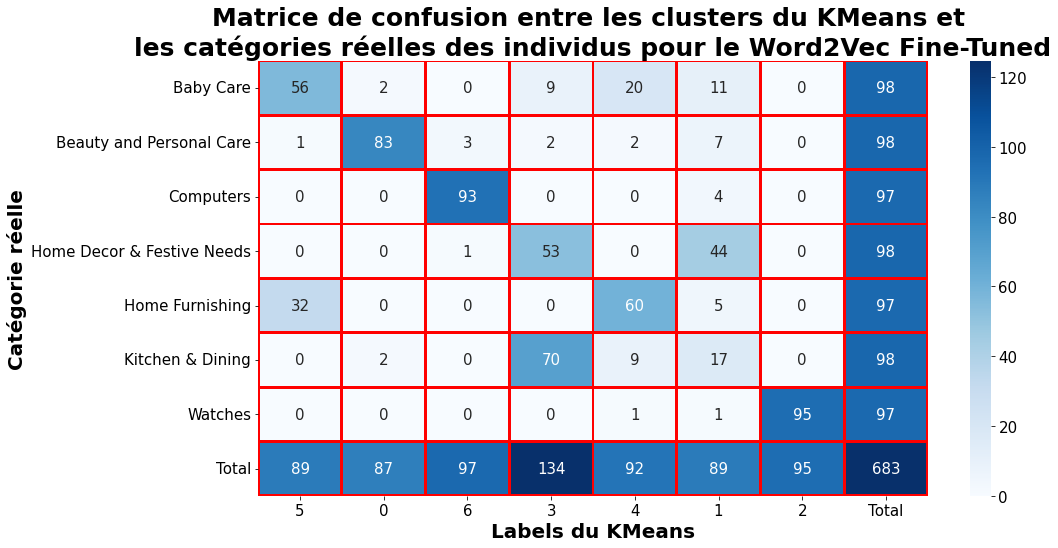 Matrice de confusion entre les clusters du KMeans et
les catégories réelles des individus pour le Word2Vec Fine-Tuned
Baby Care 56 2 0 9 20 11 0 98
Beauty and Personal Care 1 83 3 2 2 7 0 98
Computers 0 0 93 0 0 4 0 97
Home Decor & Festive Needs 0 0 1 53 0 44 0 98
Home Furnishing 32 0 0 0 60 5 0 97
Kitchen & Dining 0 2 0 70 9 17 0 98
Watches 0 0 0 0 1 1 95 97
Total 89 87 97 134 92 89 95 683
5 0 6 3 4 1 2 Total
Labels du KMeans
Catégorie réelle
120
100
80
60
40
20
0